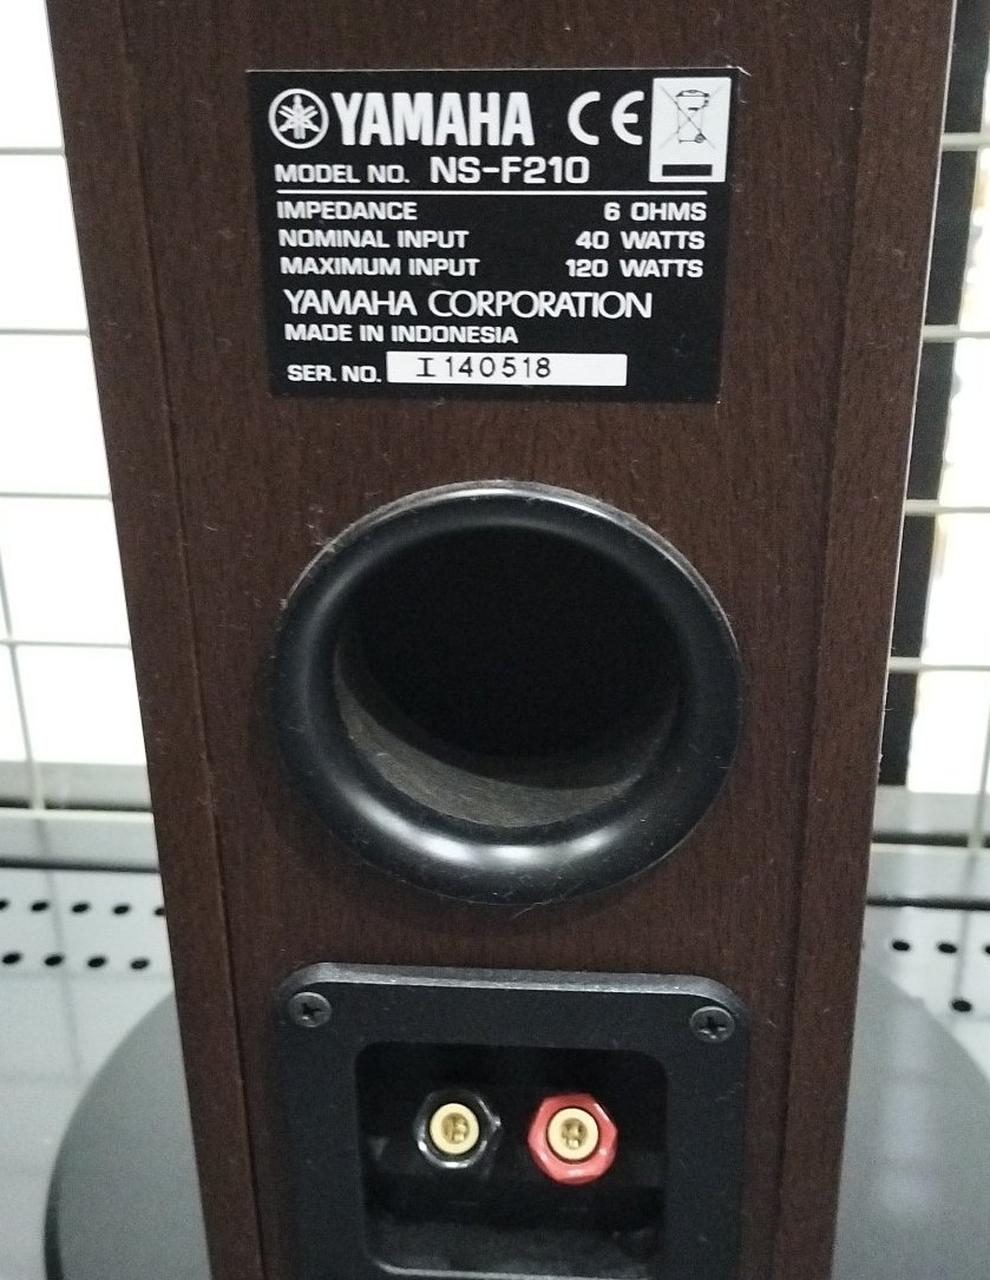 YAMAHA CE
MODEL NO. NS-F210
IMPEDANCE 6 OHMS
NOMINAL INPUT 40 WATTS
MAXIMUM INPUT 120 WATTS
YAMAHA CORPORATION
MADE IN INDONESIA
SER. NO. I140518